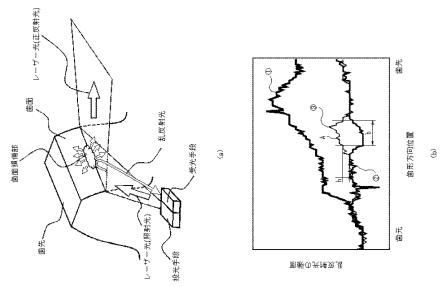 レーザー光(正反射光)
歯面
歯面損傷部
歯先
乱反射光
受光手段
レーザー光(照射光)
投光手段
(a)
乱反射光の強度
①
③
A
h
b
②
歯元
歯形方向位置
歯先
(b)